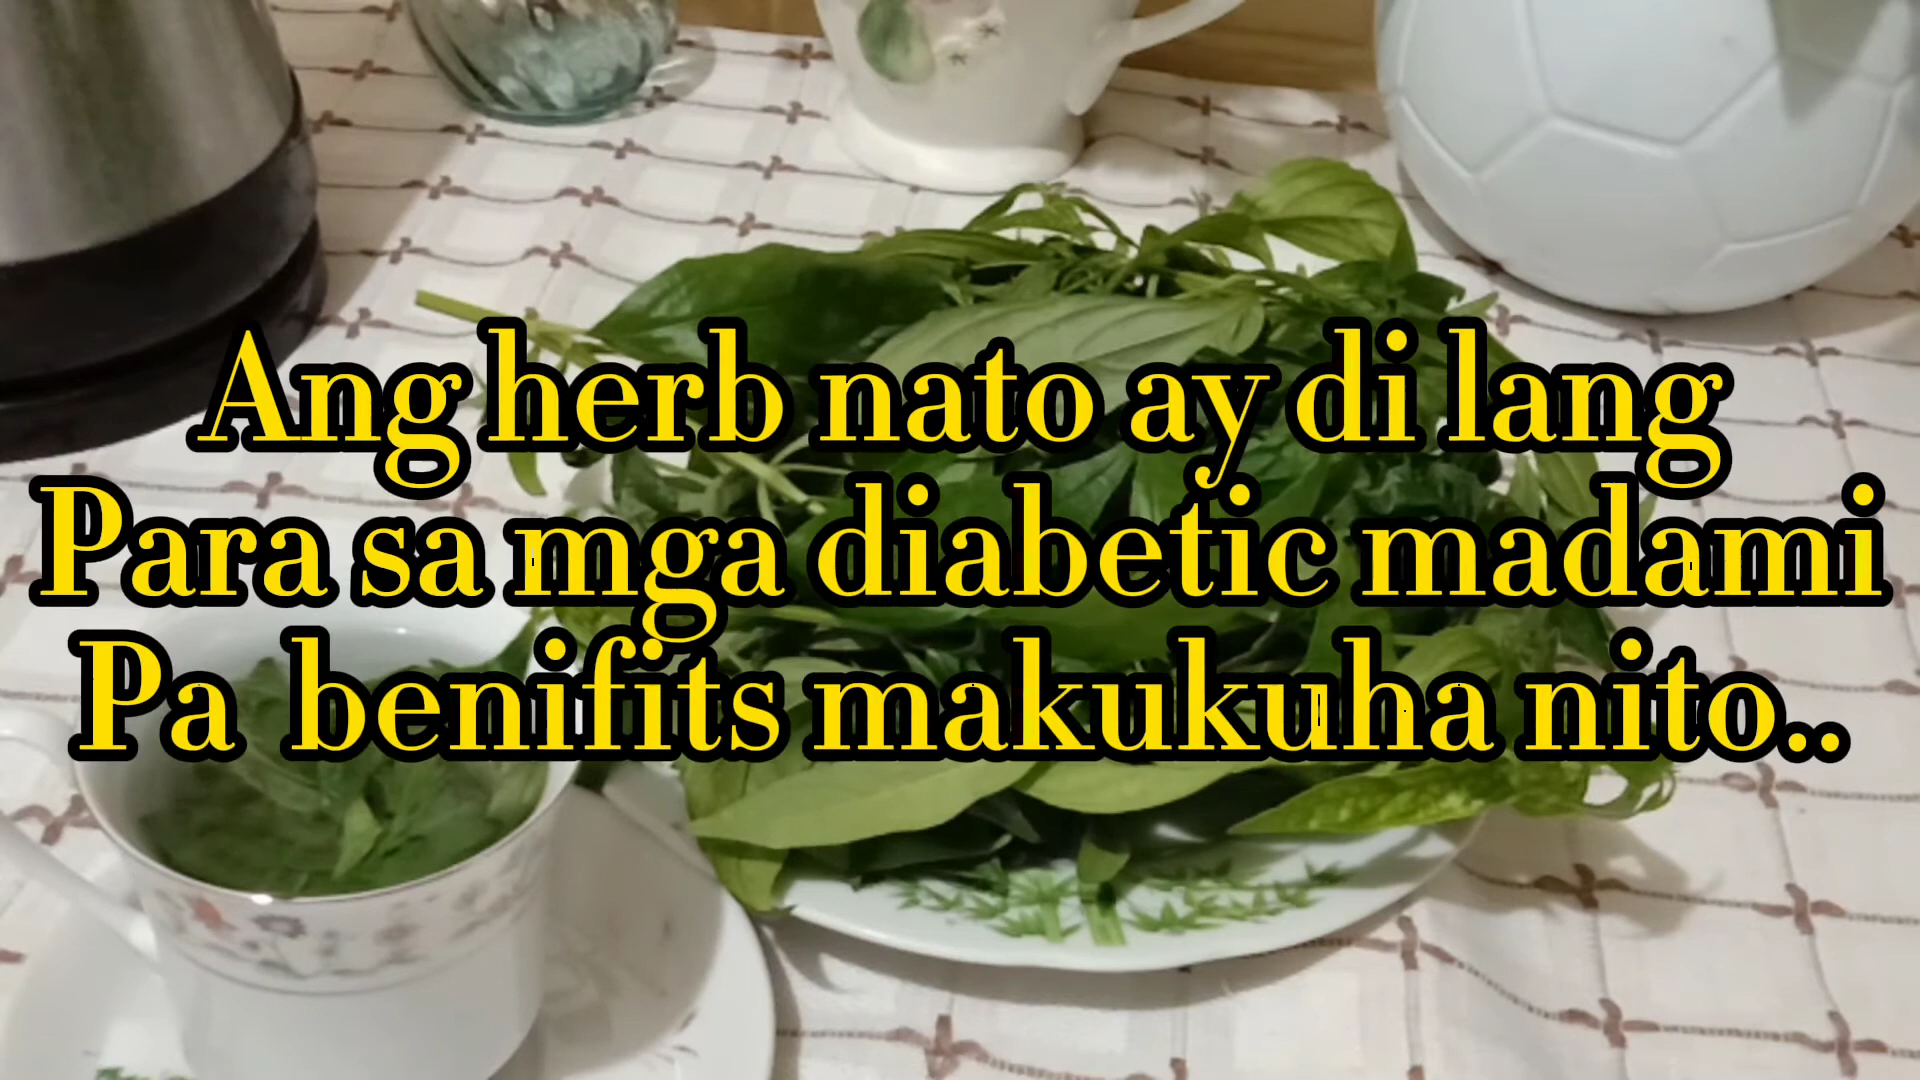 Ang herb nato ay di lang
Para sa mga diabetic madami
Pa benifits makukuha nito..